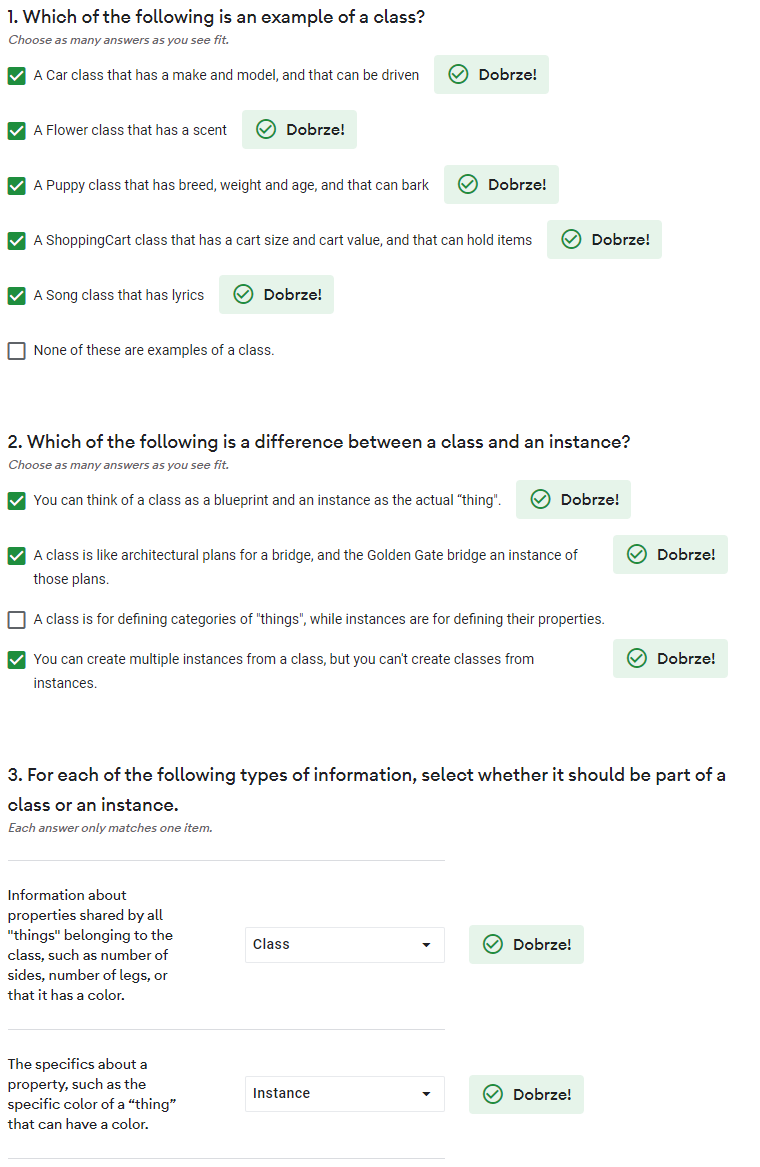 1. Which of the following is an example of a class?
Choose as many answers as you see fit.
A Car class that has a make and model, and that can be driven Dobrze!
A Flower class that has a scent Dobrze!
A Puppy class that has breed, weight and age, and that can bark Dobrze!
A ShoppingCart class that has a cart size and cart value, and that can hold items Dobrze!
A Song class that has lyrics Dobrze!
None of these are examples of a class.
2. Which of the following is a difference between a class and an instance?
Choose as many answers as you see fit.
You can think of a class as a blueprint and an instance as the actual “thing". Dobrze!
A class is like architectural plans for a bridge, and the Golden Gate bridge an instance of Dobrze!
those plans.
A class is for defining categories of "things", while instances are for defining their properties.
You can create multiple instances from a class, but you can't create classes from Dobrze!
instances.
3. For each of the following types of information, select whether it should be part of a
class or an instance.
Each answer only matches one item.
Information about
properties shared by all
"things" belonging to the
class, such as number of
sides, number of legs, or
that it has a color.
Class Dobrze!
The specifics about a
property, such as the
specific color of a “thing”
that can have a color.
Instance Dobrze!